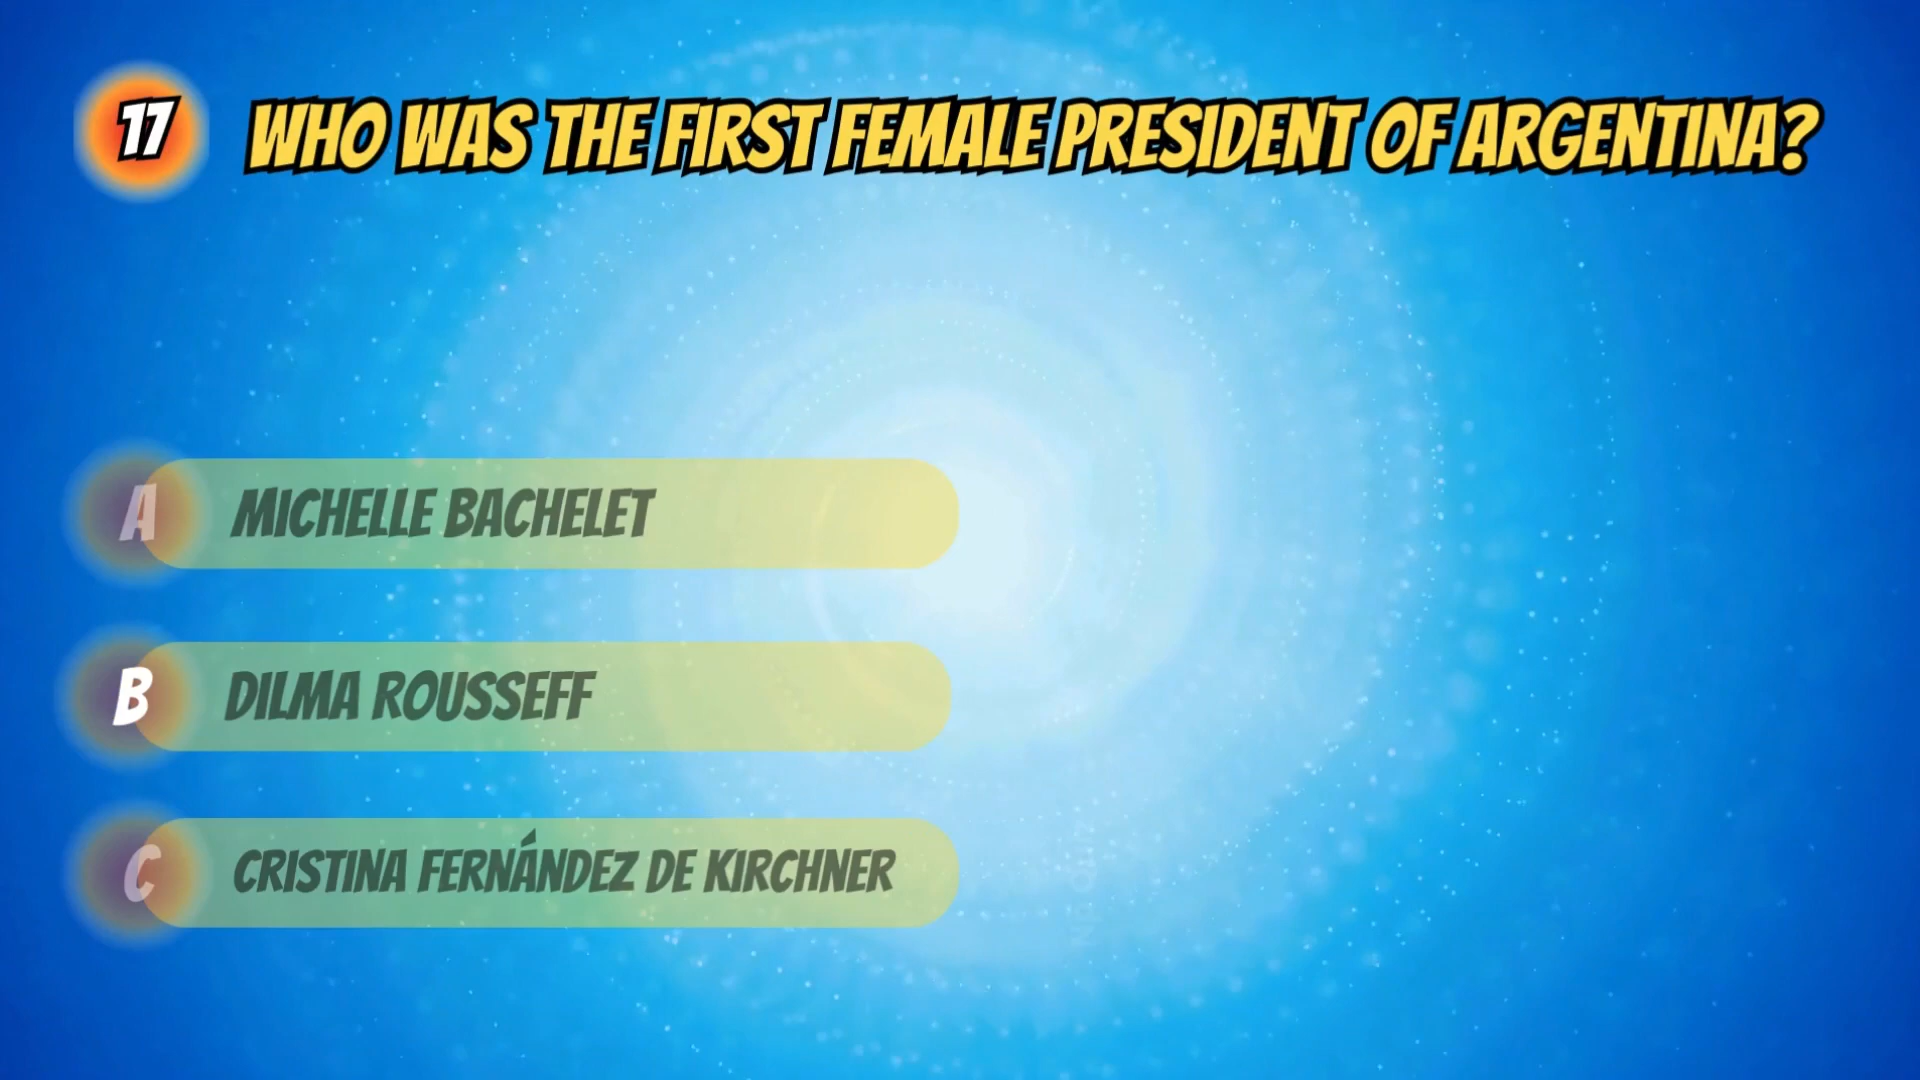 17 WHO WAS THE FIRST FEMALE PRESIDENT OF ARGENTINA?
A MICHELLE BACHELET
B DILMA ROUSSEFF
C CRISTINA FERNÁNDEZ DE KIRCHNER